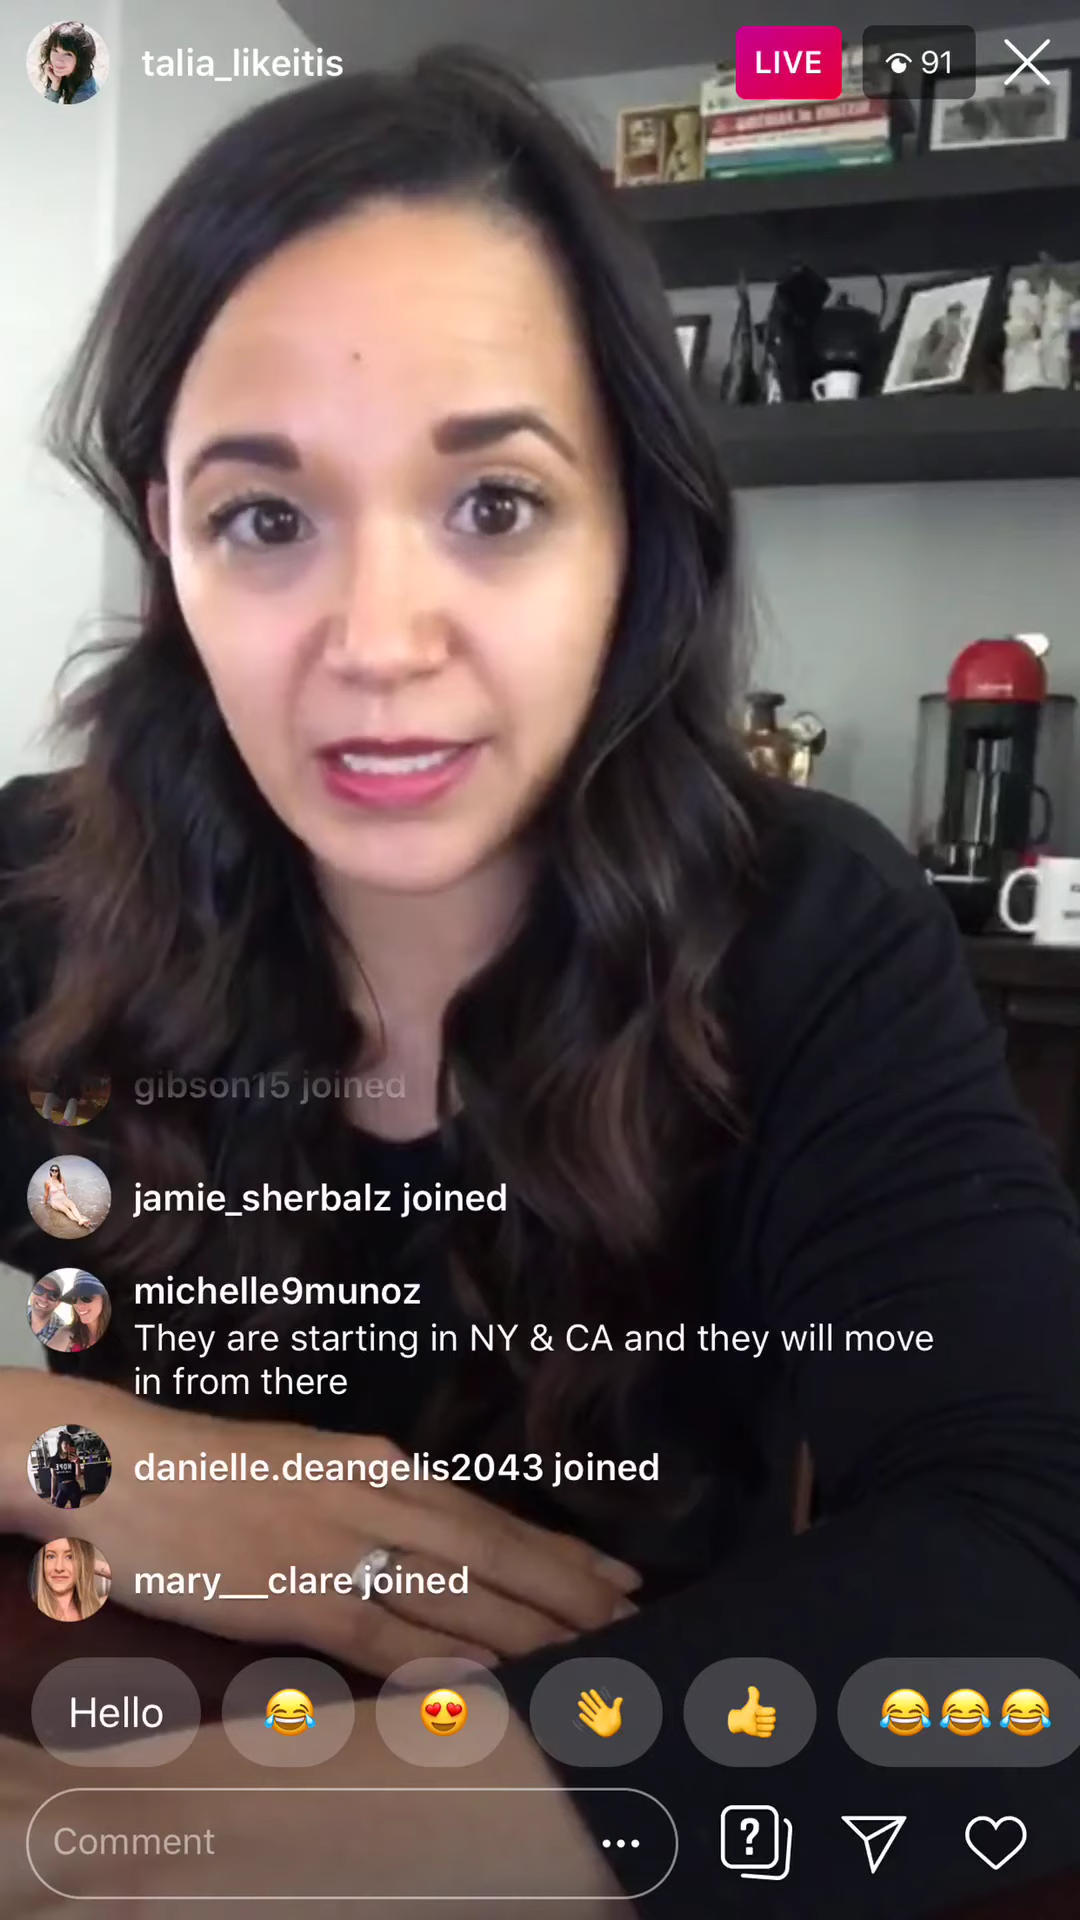 talia_likeitis
LIVE
91
gibson15 joined
jamie_sherbalz joined
michelle9munoz
They are starting in NY & CA and they will move
in from there
danielle.deangelis2043 joined
mary__clare joined
Hello
Comment